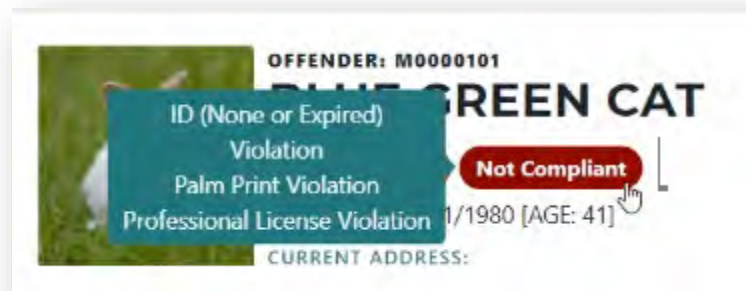 OFFENDER: M0000101
BLUE GREEN CAT
ID (None or Expired)
Violation
Palm Print Violation
Professional License Violation
Not Compliant
1/1980 [AGE: 41]
CURRENT ADDRESS: